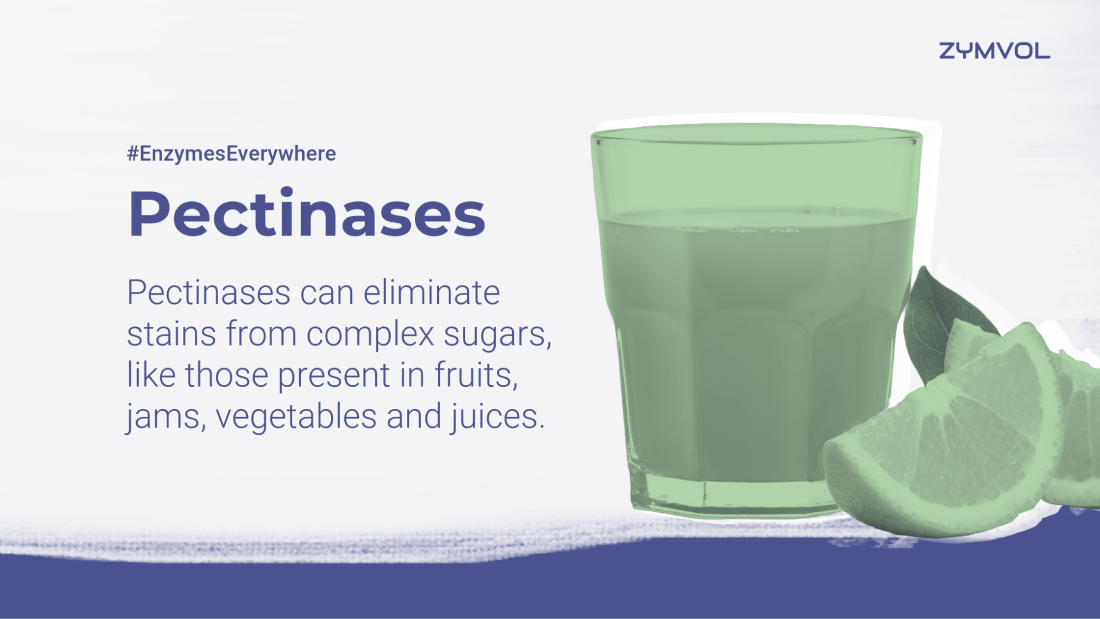 ZYMVOL
#EnzymesEverywhere
Pectinases
Pectinases can eliminate
stains from complex sugars,
like those present in fruits,
jams, vegetables and juices.